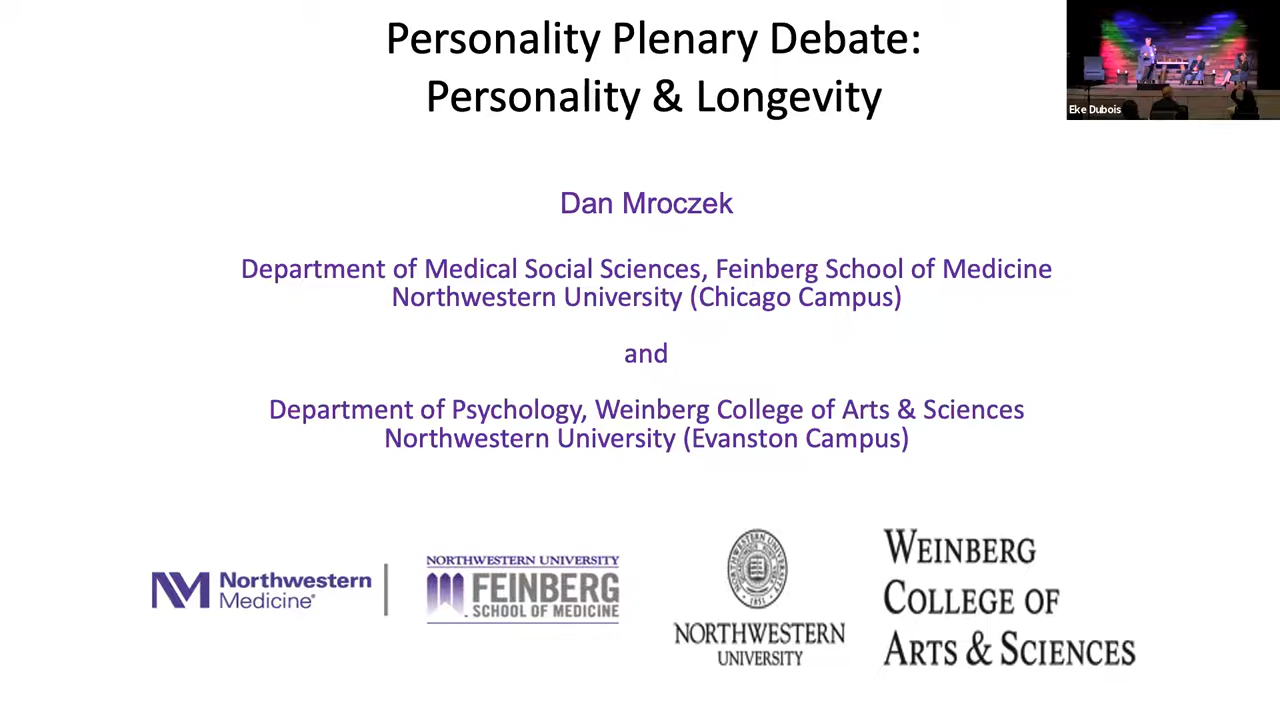 Personality Plenary Debate:
Personality & Longevity
Eke Dubois
Dan Mroczek
Department of Medical Social Sciences, Feinberg School of Medicine
Northwestern University (Chicago Campus)
and
Department of Psychology, Weinberg College of Arts & Sciences
Northwestern University (Evanston Campus)
NM Northwestern
Medicine®
NORTHWESTERN UNIVERSITY
FEINBERG
SCHOOL OF MEDICINE
1851
NORTHWESTERN
UNIVERSITY
WEINBERG
COLLEGE OF
ARTS & SCIENCES